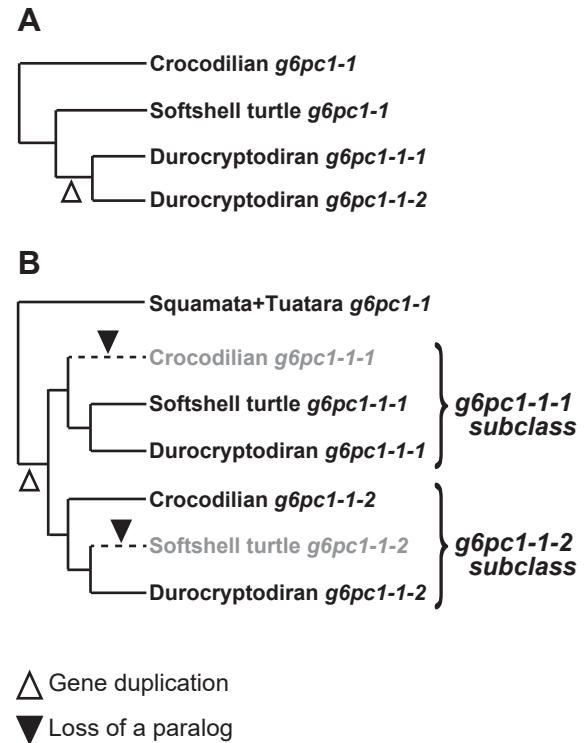 A
Crocodilian g6pc1-1
Softshell turtle g6pc1-1
Durocryptodiran g6pc1-1-1
Durocryptodiran g6pc1-1-2
B
Squamata+Tuatara g6pc1-1
Crocodilian g6pc1-1-1
Softshell turtle g6pc1-1-1
Durocryptodiran g6pc1-1-1
g6pc1-1-1
subclass
Crocodilian g6pc1-1-2
Softshell turtle g6pc1-1-2
Durocryptodiran g6pc1-1-2
g6pc1-1-2
subclass
Gene duplication
Loss of a paralog